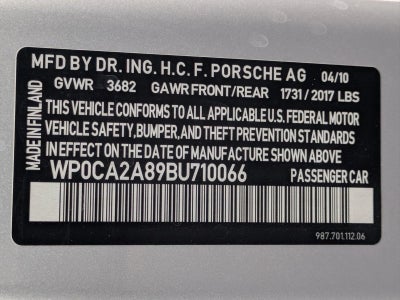 MFD BY DR. ING. H.C. F. PORSCHE AG 04/10
GVWR 3682 GAWR FRONT/REAR 1731/2017 LBS
THIS VEHICLE CONFORMS TO ALL APPLICABLE U.S. FEDERAL MOTOR
VEHICLE SAFETY, BUMPER, AND THEFT PREVENTION STANDARDS
IN EFFECT ON THE DATE OF MANUFACTURE SHOWN ABOVE.
WP0CA2A89BU710066 PASSENGER CAR
MADE IN FINLAND
987.701.112.06